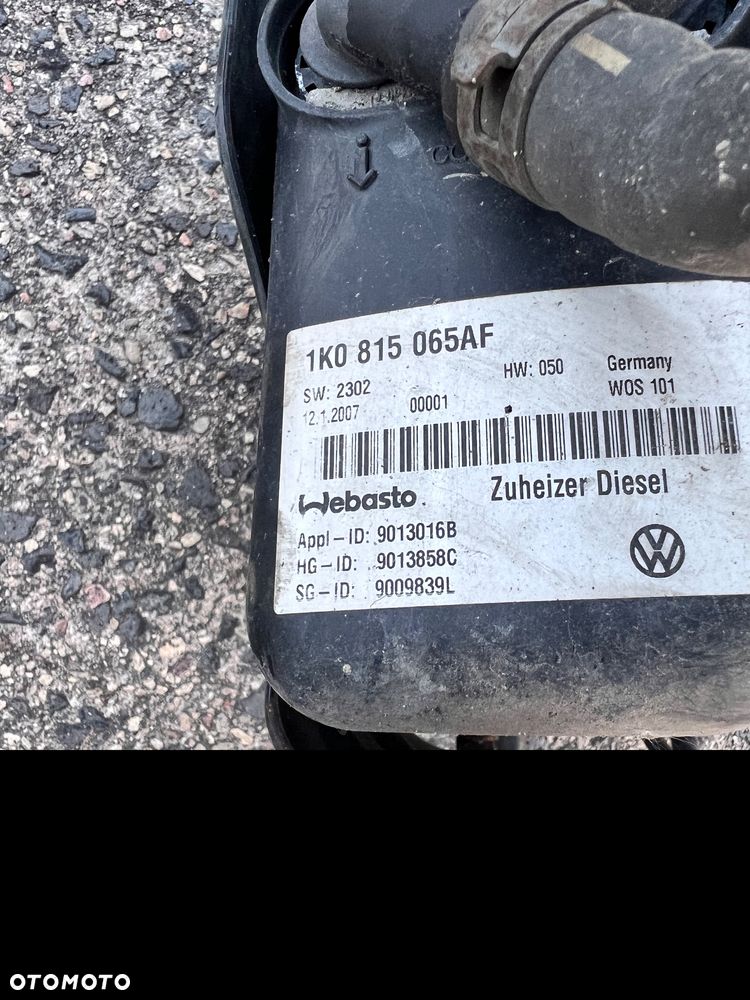 1K0 815 065AF
SW: 2302 HW: 050 Germany
12.1.2007 00001 WOS 101
Webasto Zuheizer Diesel
Appl-ID: 9013016B
HG-ID: 9013858C
SG-ID: 9009839L
VW
OTOMOTO